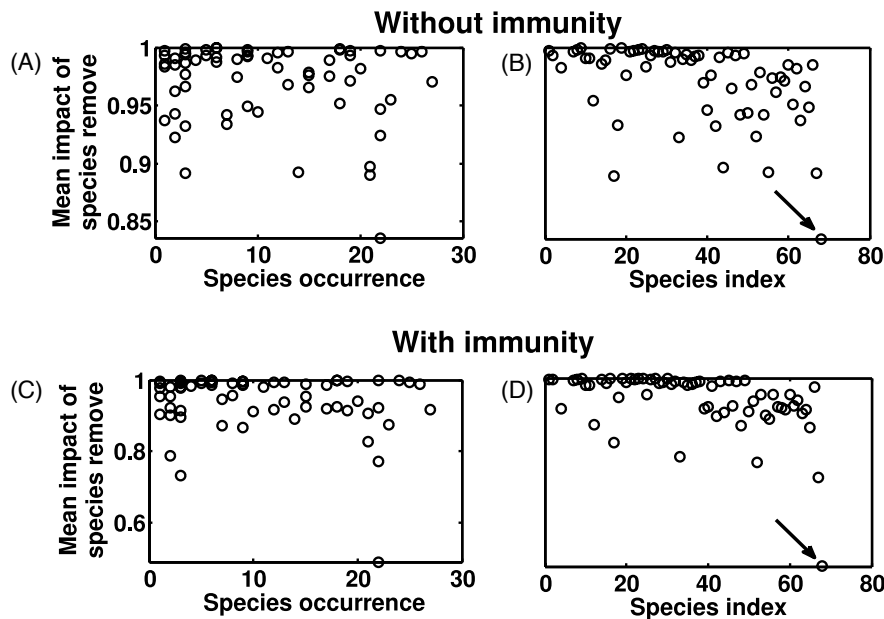 Without immunity
(A)
Mean impact of
species remove
1
0.95
0.9
0.85
0
10
20
30
Species occurrence
(B)
0
20
40
60
80
Species index
With immunity
(C)
Mean impact of
species remove
1
0.8
0.6
0
10
20
30
Species occurrence
(D)
0
20
40
60
80
Species index